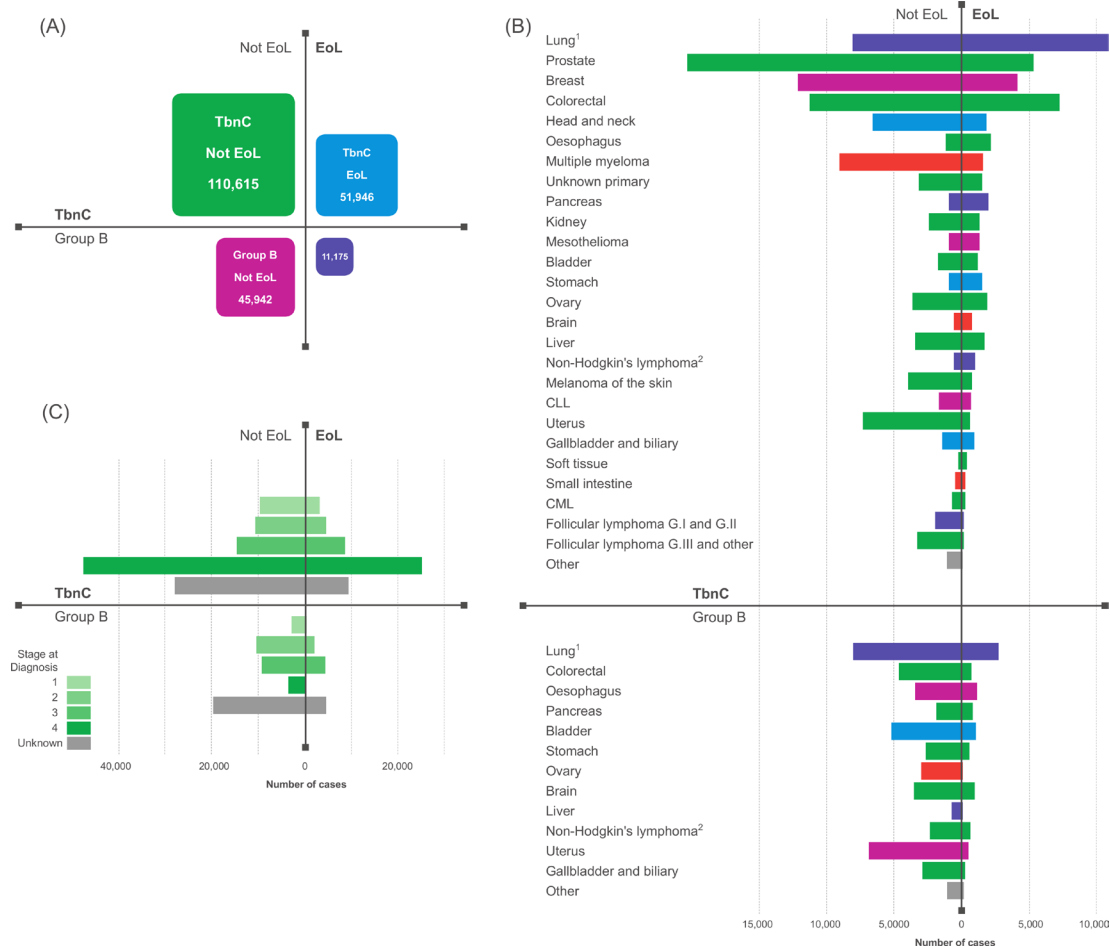 (A)
Not EoL EoL
TbnC
Not EoL
110,615
TbnC
EoL
51,946
TbnC
Group B
Group B
Not EoL
45,942
11,175
(B)
Not EoL EoL
Lung1
Prostate
Breast
Colorectal
Head and neck
Oesophagus
Multiple myeloma
Unknown primary
Pancreas
Kidney
Mesothelioma
Bladder
Stomach
Ovary
Brain
Liver
Non-Hodgkin's lymphoma2
Melanoma of the skin
CLL
Uterus
Gallbladder and biliary
Soft tissue
Small intestine
CML
Follicular lymphoma G.I and G.II
Follicular lymphoma G.III and other
Other
TbnC
Group B
Lung1
Colorectal
Oesophagus
Pancreas
Bladder
Stomach
Ovary
Brain
Liver
Non-Hodgkin's lymphoma2
Uterus
Gallbladder and biliary
Other
15,000 5,0000 0 5,000 10,000
Number of cases
(C)
Not EoL EoL
TbnC
Group B
Stage at
Diagnosis
1
2
3
4
Unknown
40,000 20,000 0 20,000
Number of cases